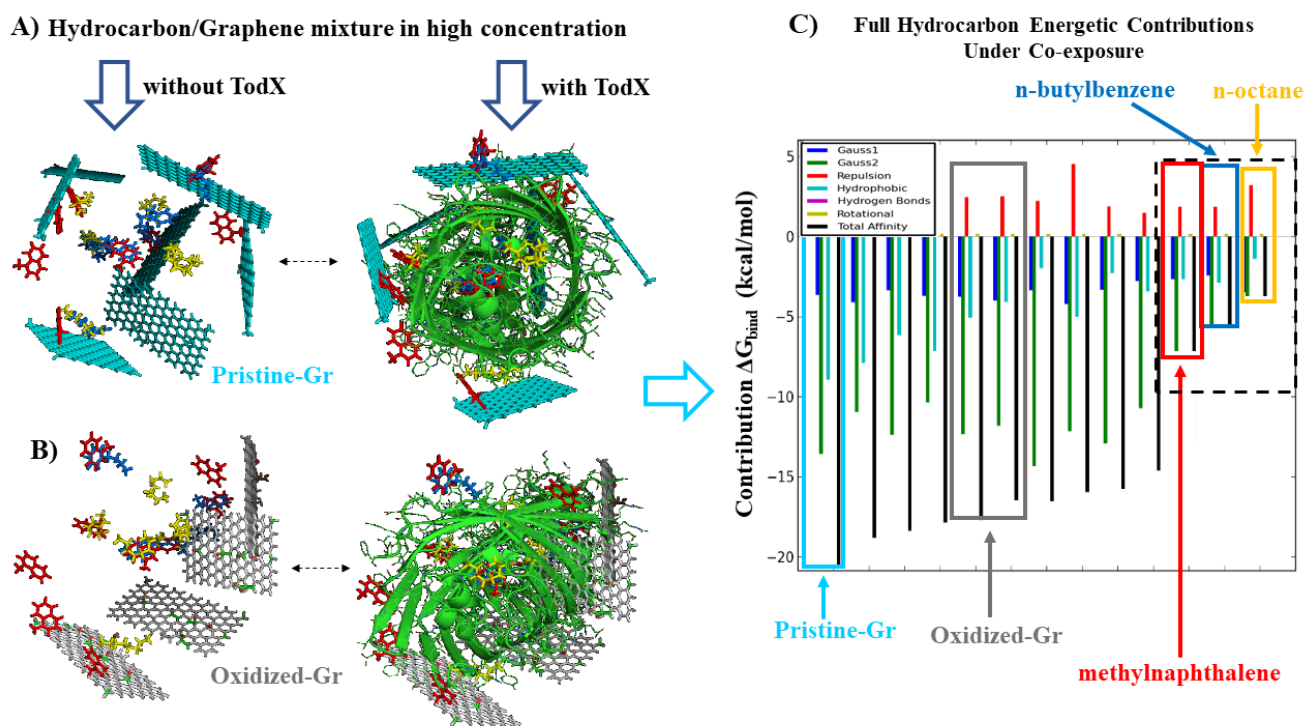 A) Hydrocarbon/Graphene mixture in high concentration
without TodX
with TodX
Pristine-Gr
B)
Oxidized-Gr
C) Full Hydrocarbon Energetic Contributions
Under Co-exposure
n-butylbenzene
n-octane
Gauss1
Gauss2
Repulsion
Hydrophobic
Hydrogen Bonds
Rotational
Total Affinity
Contribution ΔGbind (kcal/mol)
5
0
−5
−10
−15
−20
Pristine-Gr
Oxidized-Gr
methylnaphthalene